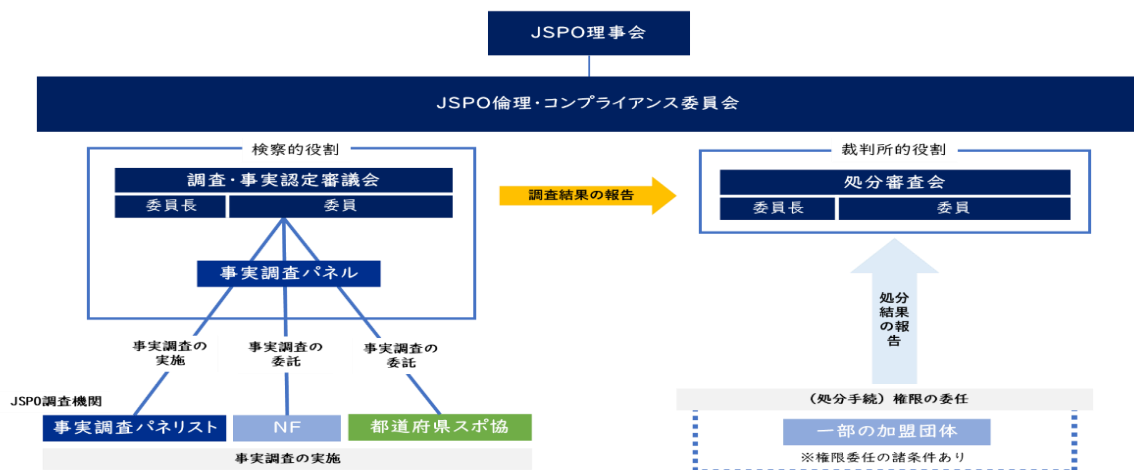 JSPO理事会
JSPO倫理・コンプライアンス委員会
検察的役割
調査・事実認定審議会
委員長
委員
事実調査パネル
調査結果の報告
裁判所的役割
処分審査会
委員長
委員
処分
結果
の報
告
事実調査の
実施
事実調査の
委託
事実調査の
委託
JSPO調査機関
事実調査パネリスト
NF
都道府県スポ協
事実調査の実施
（処分手続）権限の委任
一部の加盟団体
※権限委任の諸条件あり